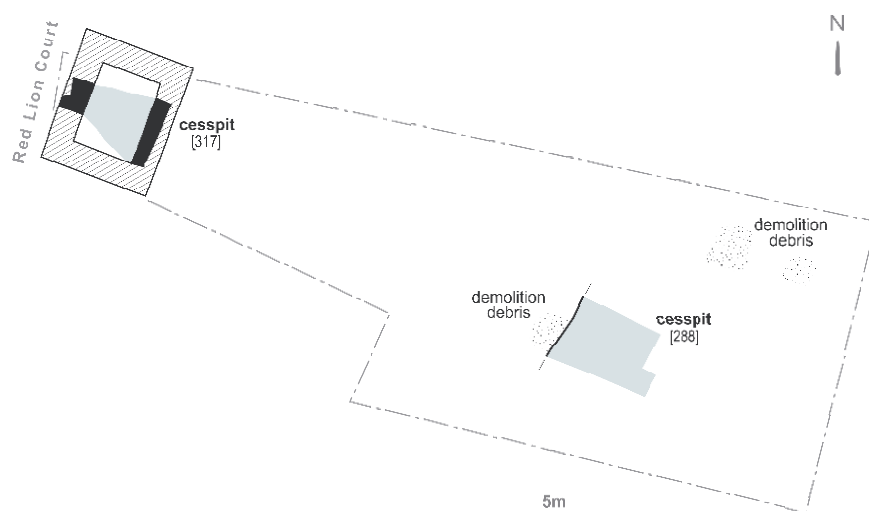 N
Red Lion Court
cesspit
[317]
demolition
debris
demolition
debris
cesspit
[288]
5m